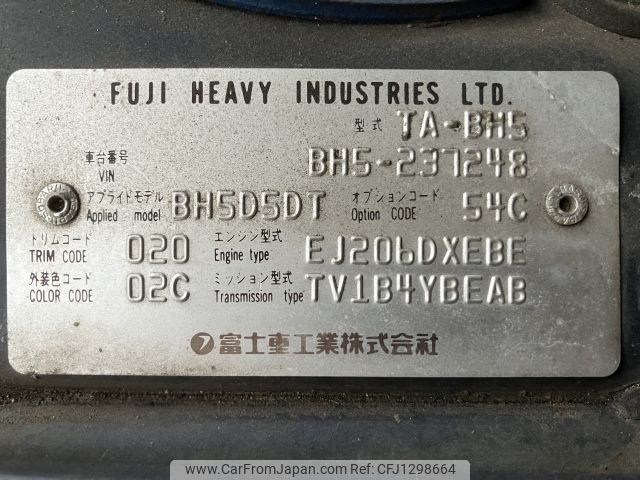 FUJI HEAVY INDUSTRIES LTD.
型式 TA-BH5
車台番号 VIN BH5-237248
アプライドモデル Applied model BH5D5DT オプションコード Option CODE 54C
トリムコード TRIM CODE 020 エンジン型式 Engine type EJ206DXEBE
外装色コード COLOR CODE 02C ミッション型式 Transmission type TV1B4YBEAB
フ 富士重工業株式会社
www.CarFromJapan.com | Photo ID: CFJ1298664